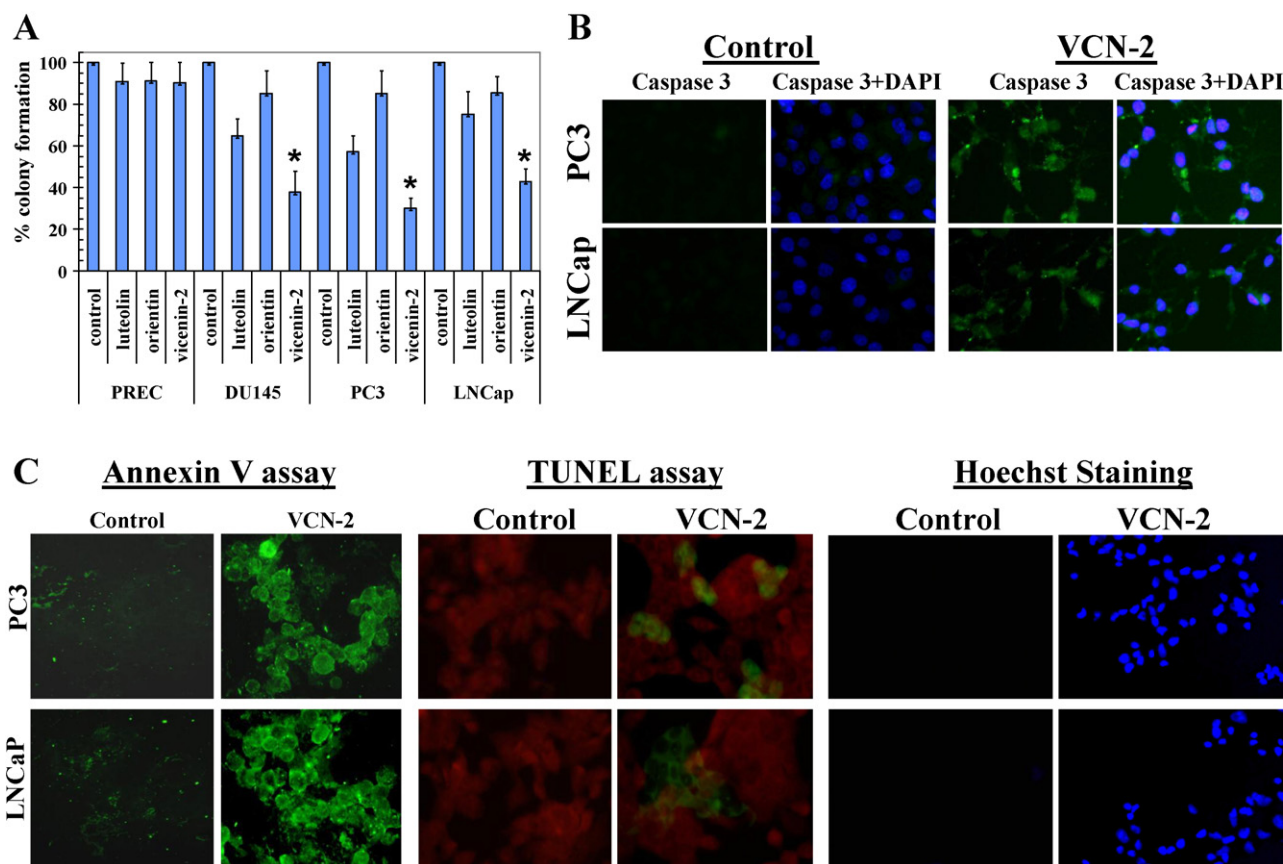 A
% colony formation
100
80
60
40
20
0
* * *
control luteolin orientin vicenin-2 control luteolin orientin vicenin-2 control luteolin orientin vicenin-2 control luteolin orientin vicenin-2
PREC DU145 PC3 LNCap
B
Control VCN-2
Caspase 3 Caspase 3+DAPI Caspase 3 Caspase 3+DAPI
PC3
LNCap
C
Annexin V assay TUNEL assay Hoechst Staining
Control VCN-2 Control VCN-2 Control VCN-2
PC3
LNCaP